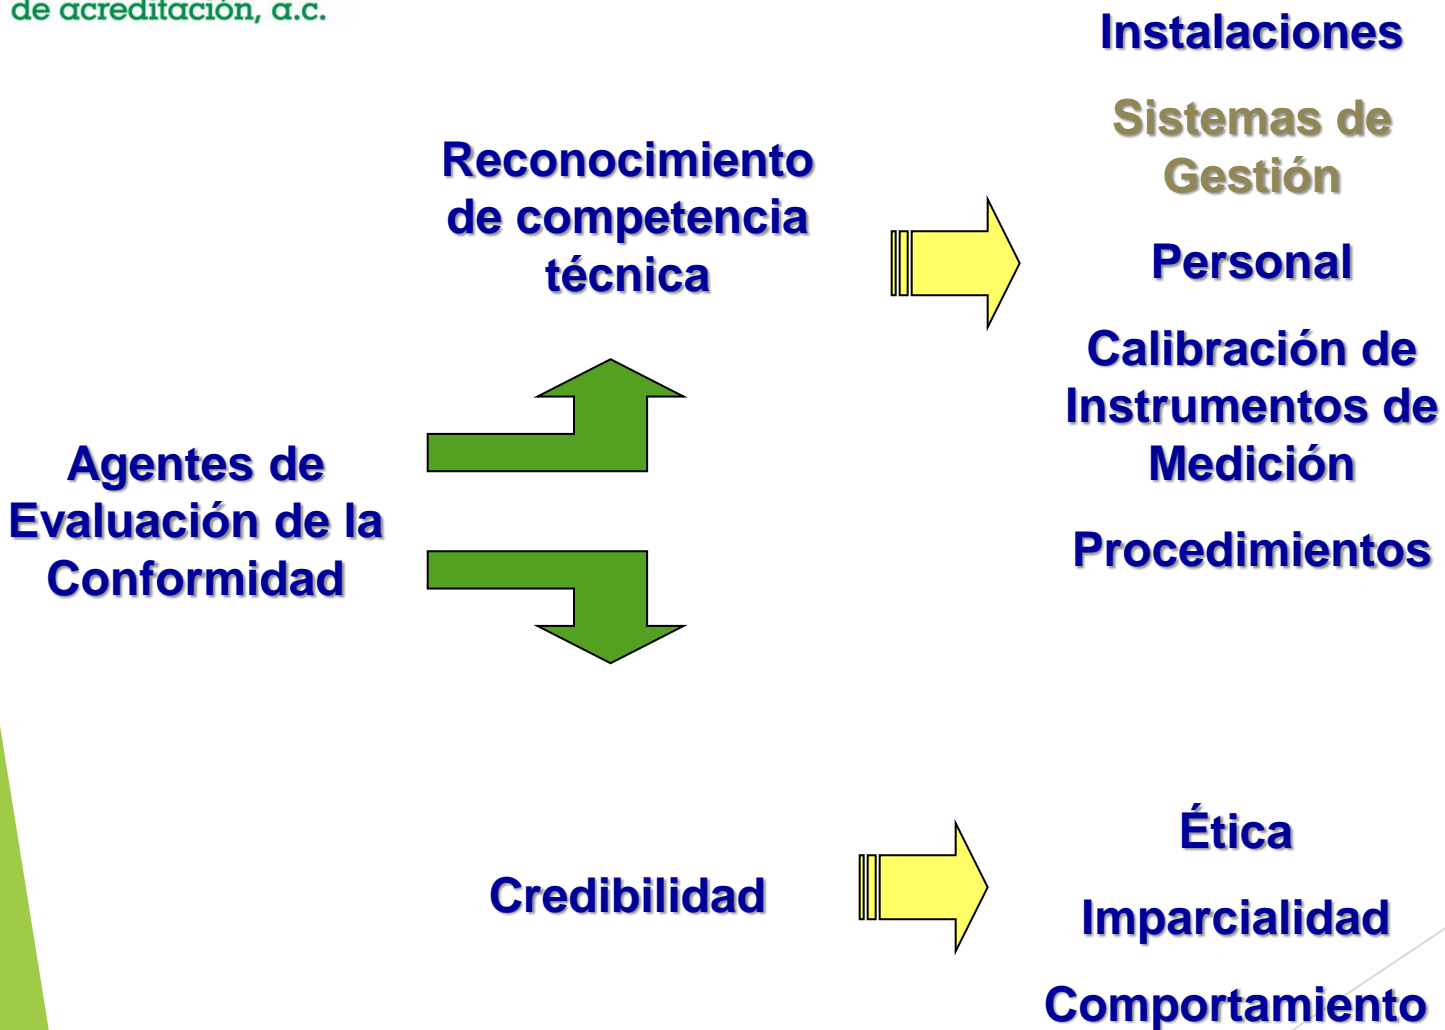 de acreditación, a.c.
Agentes de
Evaluación de la
Conformidad
Reconocimiento
de competencia
técnica
Instalaciones
Sistemas de
Gestión
Personal
Calibración de
Instrumentos de
Medición
Procedimientos
Credibilidad
Ética
Imparcialidad
Comportamiento